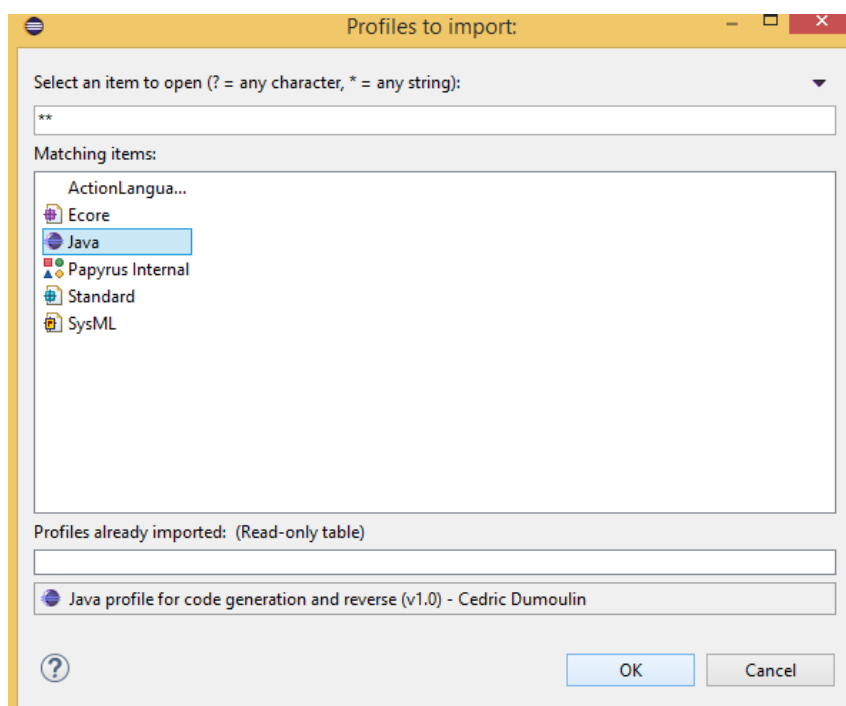 Profiles to import:
Select an item to open (? = any character, * = any string):
**
Matching items:
ActionLangua...
Ecore
Java
Papyrus Internal
Standard
SysML
Profiles already imported: (Read-only table)
Java profile for code generation and reverse (v1.0) - Cedric Dumoulin
OK Cancel